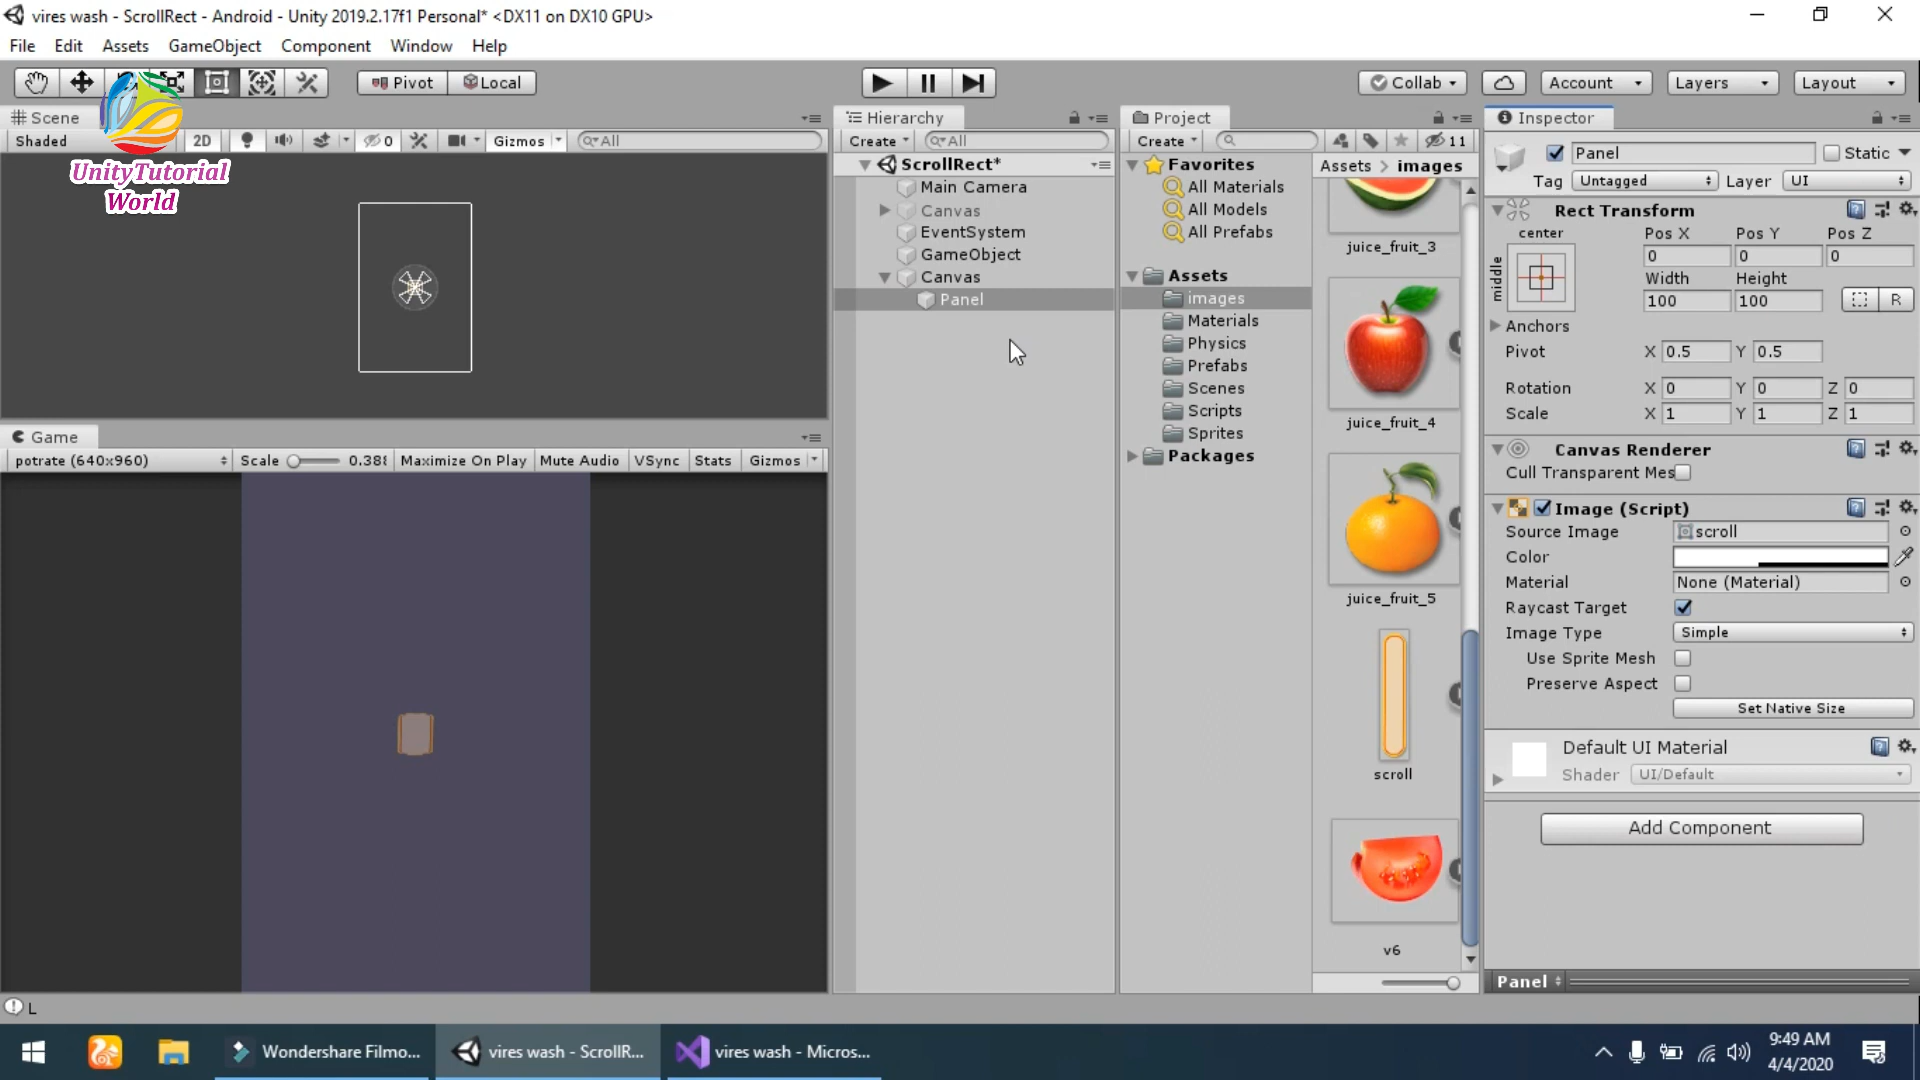 vires wash - ScrollRect - Android - Unity 2019.2.17f1 Personal* <DX11 on DX10 GPU>
File Edit Assets GameObject Component Window Help
Pivot Local Collab Account Layers Layout
UnityTutorial
World
Scene
Shaded 2D 0 Gizmos All
Game
potrate (640x960) Scale 0.388 Maximize On Play Mute Audio VSync Stats Gizmos
Hierarchy
Create All
ScrollRect*
Main Camera
Canvas
EventSystem
GameObject
Canvas
Panel
Project
Create 11
Favorites
All Materials
All Models
All Prefabs
Assets
images
Materials
Physics
Prefabs
Scenes
Scripts
Sprites
Packages
Assets > images
juice_fruit_3
juice_fruit_4
juice_fruit_5
scroll
v6
Inspector
Panel Static
Tag Untagged Layer UI
Rect Transform
center Pos X Pos Y Pos Z
middle 0 0 0
Width Height
100 100 R
Anchors
Pivot X 0.5 Y 0.5
Rotation X 0 Y 0 Z 0
Scale X 1 Y 1 Z 1
Canvas Renderer
Cull Transparent Mes
Image (Script)
Source Image scroll
Color
Material None (Material)
Raycast Target
Image Type Simple
Use Sprite Mesh
Preserve Aspect
Set Native Size
Default UI Material
Shader UI/Default
Add Component
Panel
L
Wondershare Filmo... vires wash - ScrollR... vires wash - Micros...
9:49 AM
4/4/2020